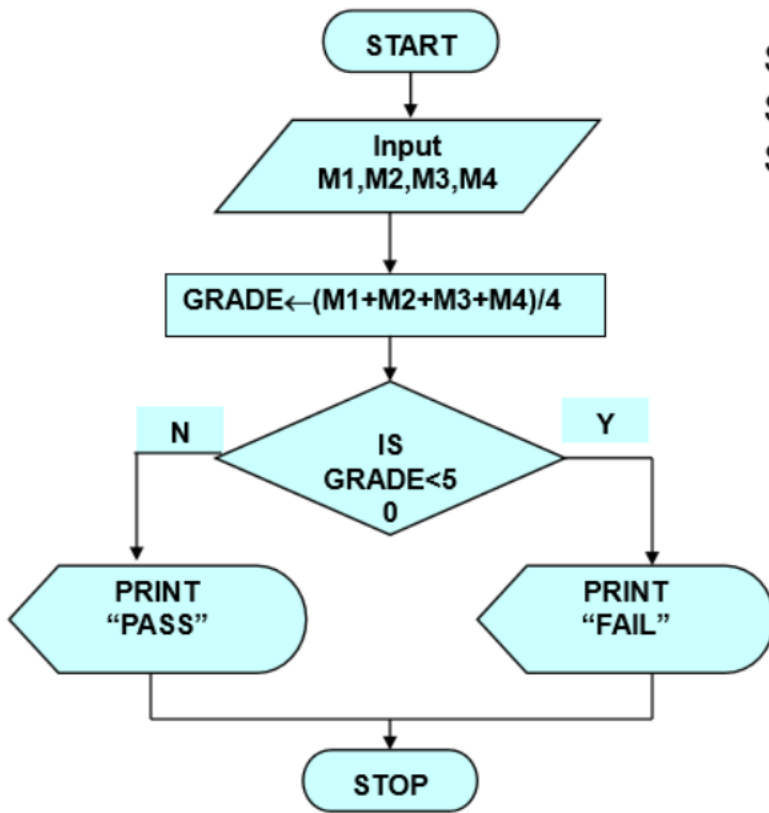 START
Input
M1,M2,M3,M4
GRADE←(M1+M2+M3+M4)/4
N
Y
IS
GRADE<5
0
PRINT
“PASS”
PRINT
“FAIL”
STOP